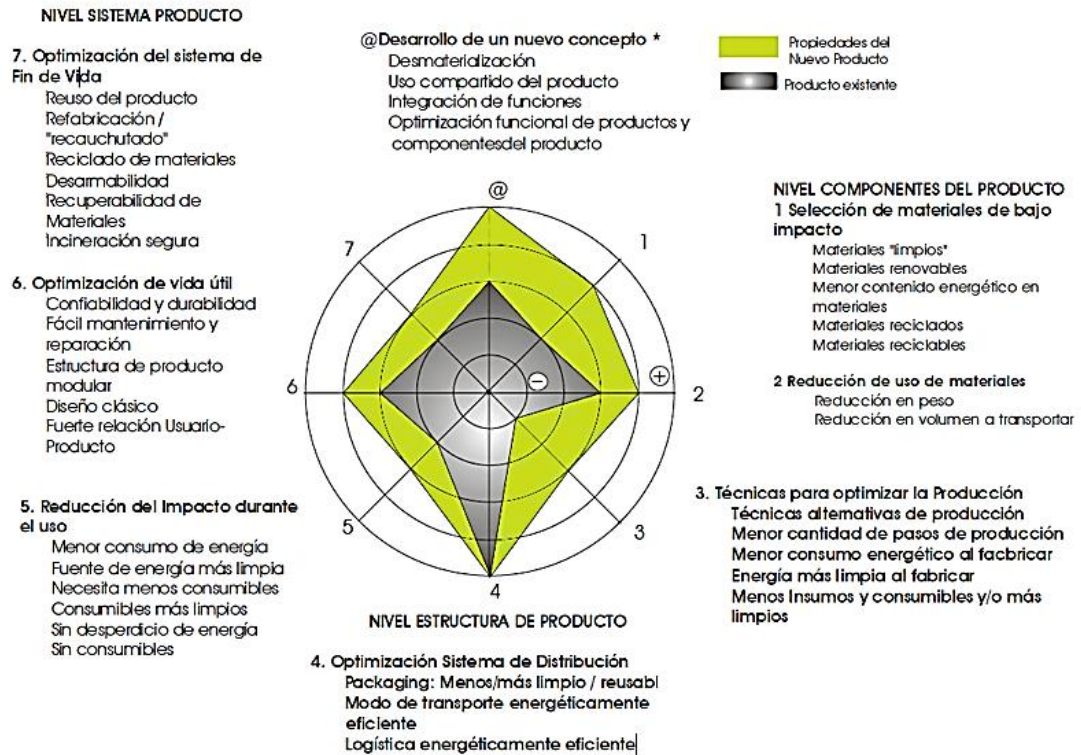 NIVEL SISTEMA PRODUCTO
7. Optimización del sistema de
Fin de Vida
Reuso del producto
Refabricación /
"recauchutado"
Reciclado de materiales
Desarmabilidad
Recuperabilidad de
Materiales
Incineración segura
6. Optimización de vida útil
Confiabilidad y durabilidad
Fácil mantenimiento y
reparación
Estructura de producto
modular
Diseño clásico
Fuerte relación Usuario-
Producto
5. Reducción del Impacto durante
el uso
Menor consumo de energía
Fuente de energía más limpia
Necesita menos consumibles
Consumibles más limpios
Sin desperdicio de energía
Sin consumibles
@Desarrollo de un nuevo concepto *
Desmaterialización
Uso compartido del producto
Integración de funciones
Optimización funcional de productos y
componentesdel producto
Propiedades del
Nuevo Producto
Producto existente
@
7
1
6
−
+
2
5
3
4
NIVEL COMPONENTES DEL PRODUCTO
1 Selección de materiales de bajo
impacto
Materiales "limpios"
Materiales renovables
Menor contenido energético en
materiales
Materiales reciclados
Materiales reciclables
2 Reducción de uso de materiales
Reducción en peso
Reducción en volumen a transportar
3. Técnicas para optimizar la Producción
Técnicas alternativas de producción
Menor cantidad de pasos de producción
Menor consumo energético al facbricar
Energía más limpia al fabricar
Menos Insumos y consumibles y/o más
limpios
NIVEL ESTRUCTURA DE PRODUCTO
4. Optimización Sistema de Distribución
Packaging: Menos/más limpio / reusabl
Modo de transporte energéticamente
eficiente
Logística energéticamente eficiente